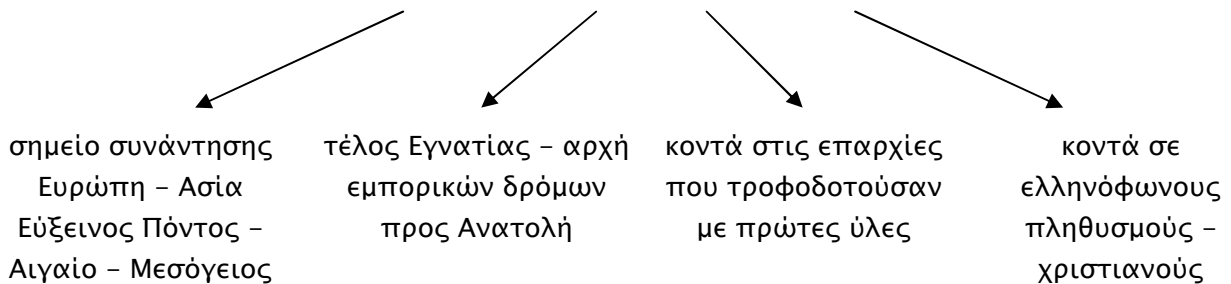 σημείο συνάντησης
Ευρώπη – Ασία
Εύξεινος Πόντος –
Αιγαίο – Μεσόγειος
τέλος Εγνατίας – αρχή
εμπορικών δρόμων
προς Ανατολή
κοντά στις επαρχίες
που τροφοδοτούσαν
με πρώτες ύλες
κοντά σε
ελληνόφωνους
πληθυσμούς –
χριστιανούς